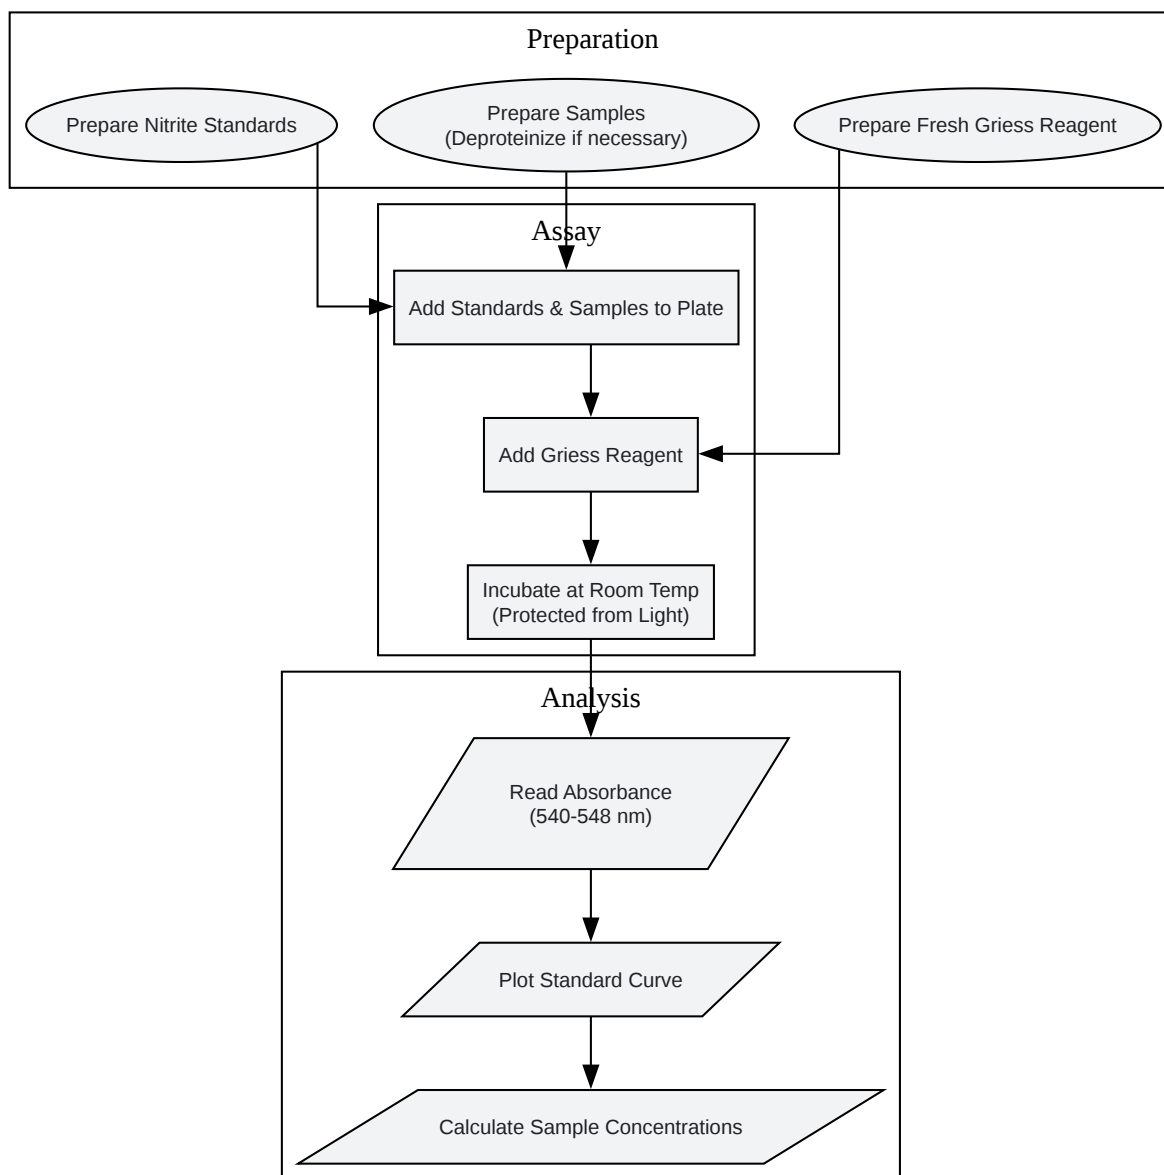 Preparation
Prepare Nitrite Standards
Prepare Samples
(Deproteinize if necessary)
Prepare Fresh Griess Reagent
Assay
Add Standards & Samples to Plate
Add Griess Reagent
Incubate at Room Temp
(Protected from Light)
Analysis
Read Absorbance
(540-548 nm)
Plot Standard Curve
Calculate Sample Concentrations